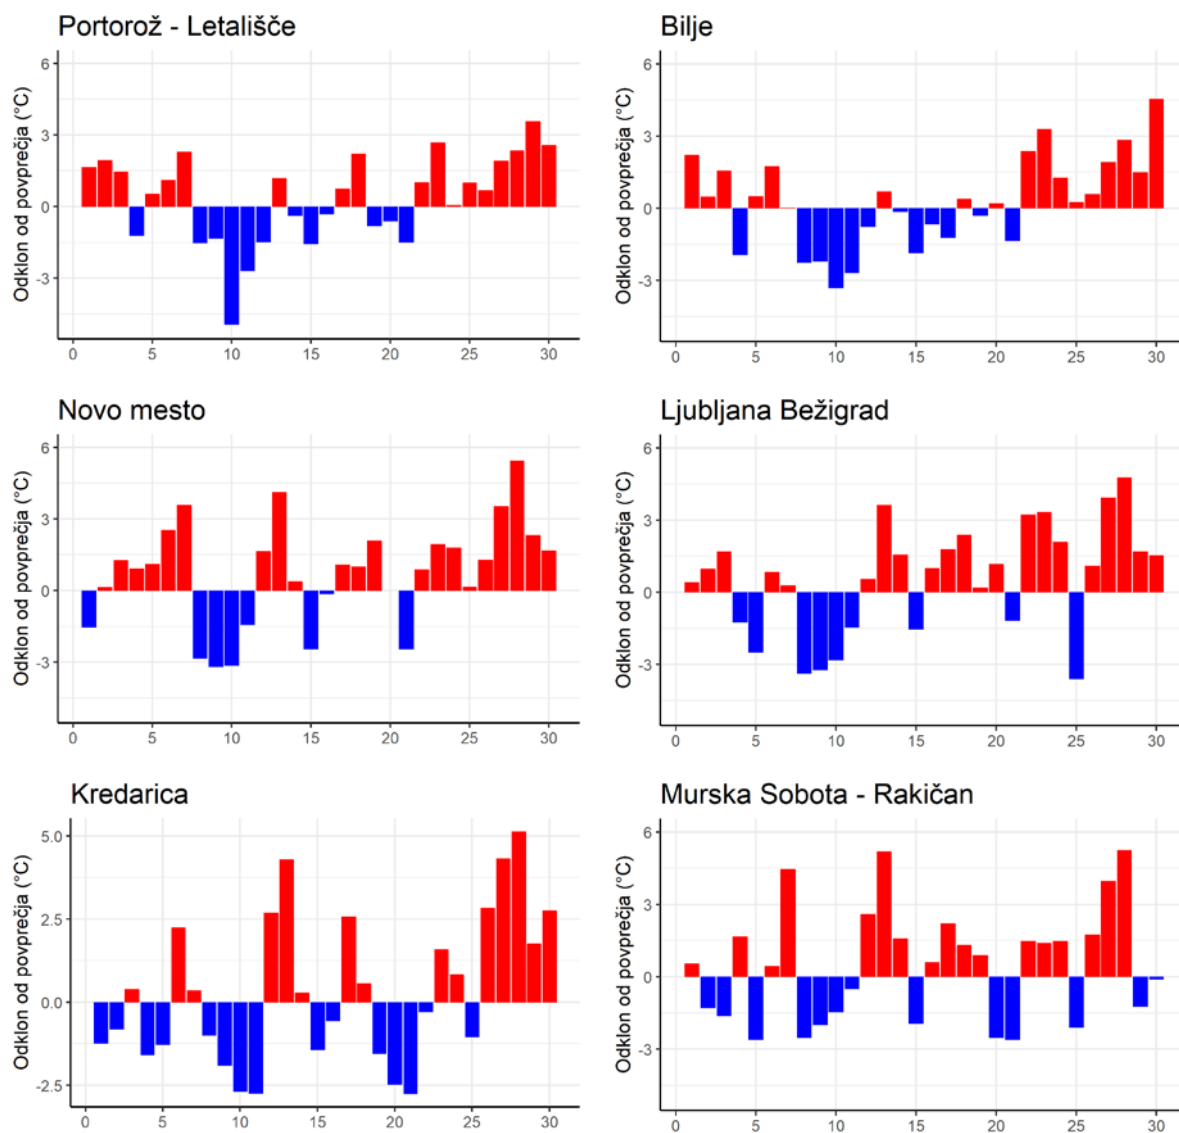 Portorož - Letališče
Odklon od povprečja (°C)
6
3
0
-3
0 5 10 15 20 25 30
Bilje
Odklon od povprečja (°C)
6
3
0
-3
0 5 10 15 20 25 30
Novo mesto
Odklon od povprečja (°C)
6
3
0
-3
0 5 10 15 20 25 30
Ljubljana Bežigrad
Odklon od povprečja (°C)
6
3
0
-3
0 5 10 15 20 25 30
Kredarica
Odklon od povprečja (°C)
5.0
2.5
0.0
-2.5
0 5 10 15 20 25 30
Murska Sobota - Rakičan
Odklon od povprečja (°C)
6
3
0
-3
0 5 10 15 20 25 30